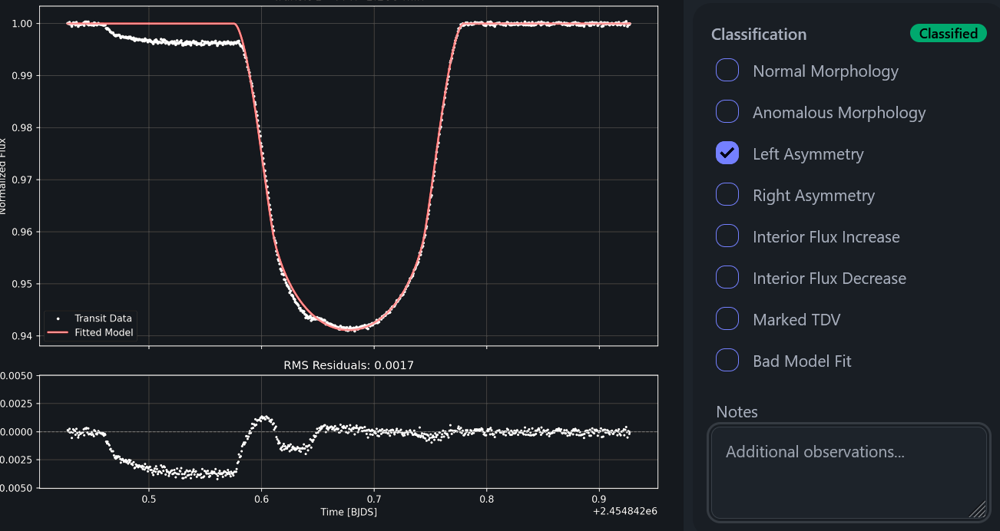 1.00
0.99
0.98
0.97
0.96
0.95
0.94
Normalized Flux
Transit Data
Fitted Model
RMS Residuals: 0.0017
0.0050
0.0025
0.0000
0.0025
0.0050
0.5
0.6
0.7
0.8
0.9
Time [BJDS]
+2.454842e6
Classification
Classified
Normal Morphology
Anomalous Morphology
Left Asymmetry
Right Asymmetry
Interior Flux Increase
Interior Flux Decrease
Marked TDV
Bad Model Fit
Notes
Additional observations...